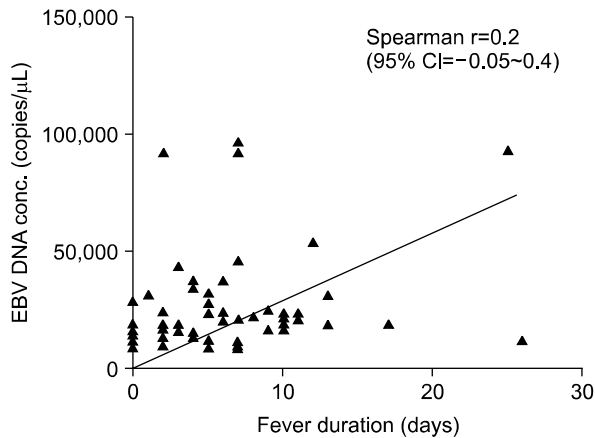 150,000
100,000
50,000
0
EBV DNA conc. (copies/μL)
Spearman r=0.2
(95% CI=−0.05~0.4)
0 10 20 30
Fever duration (days)